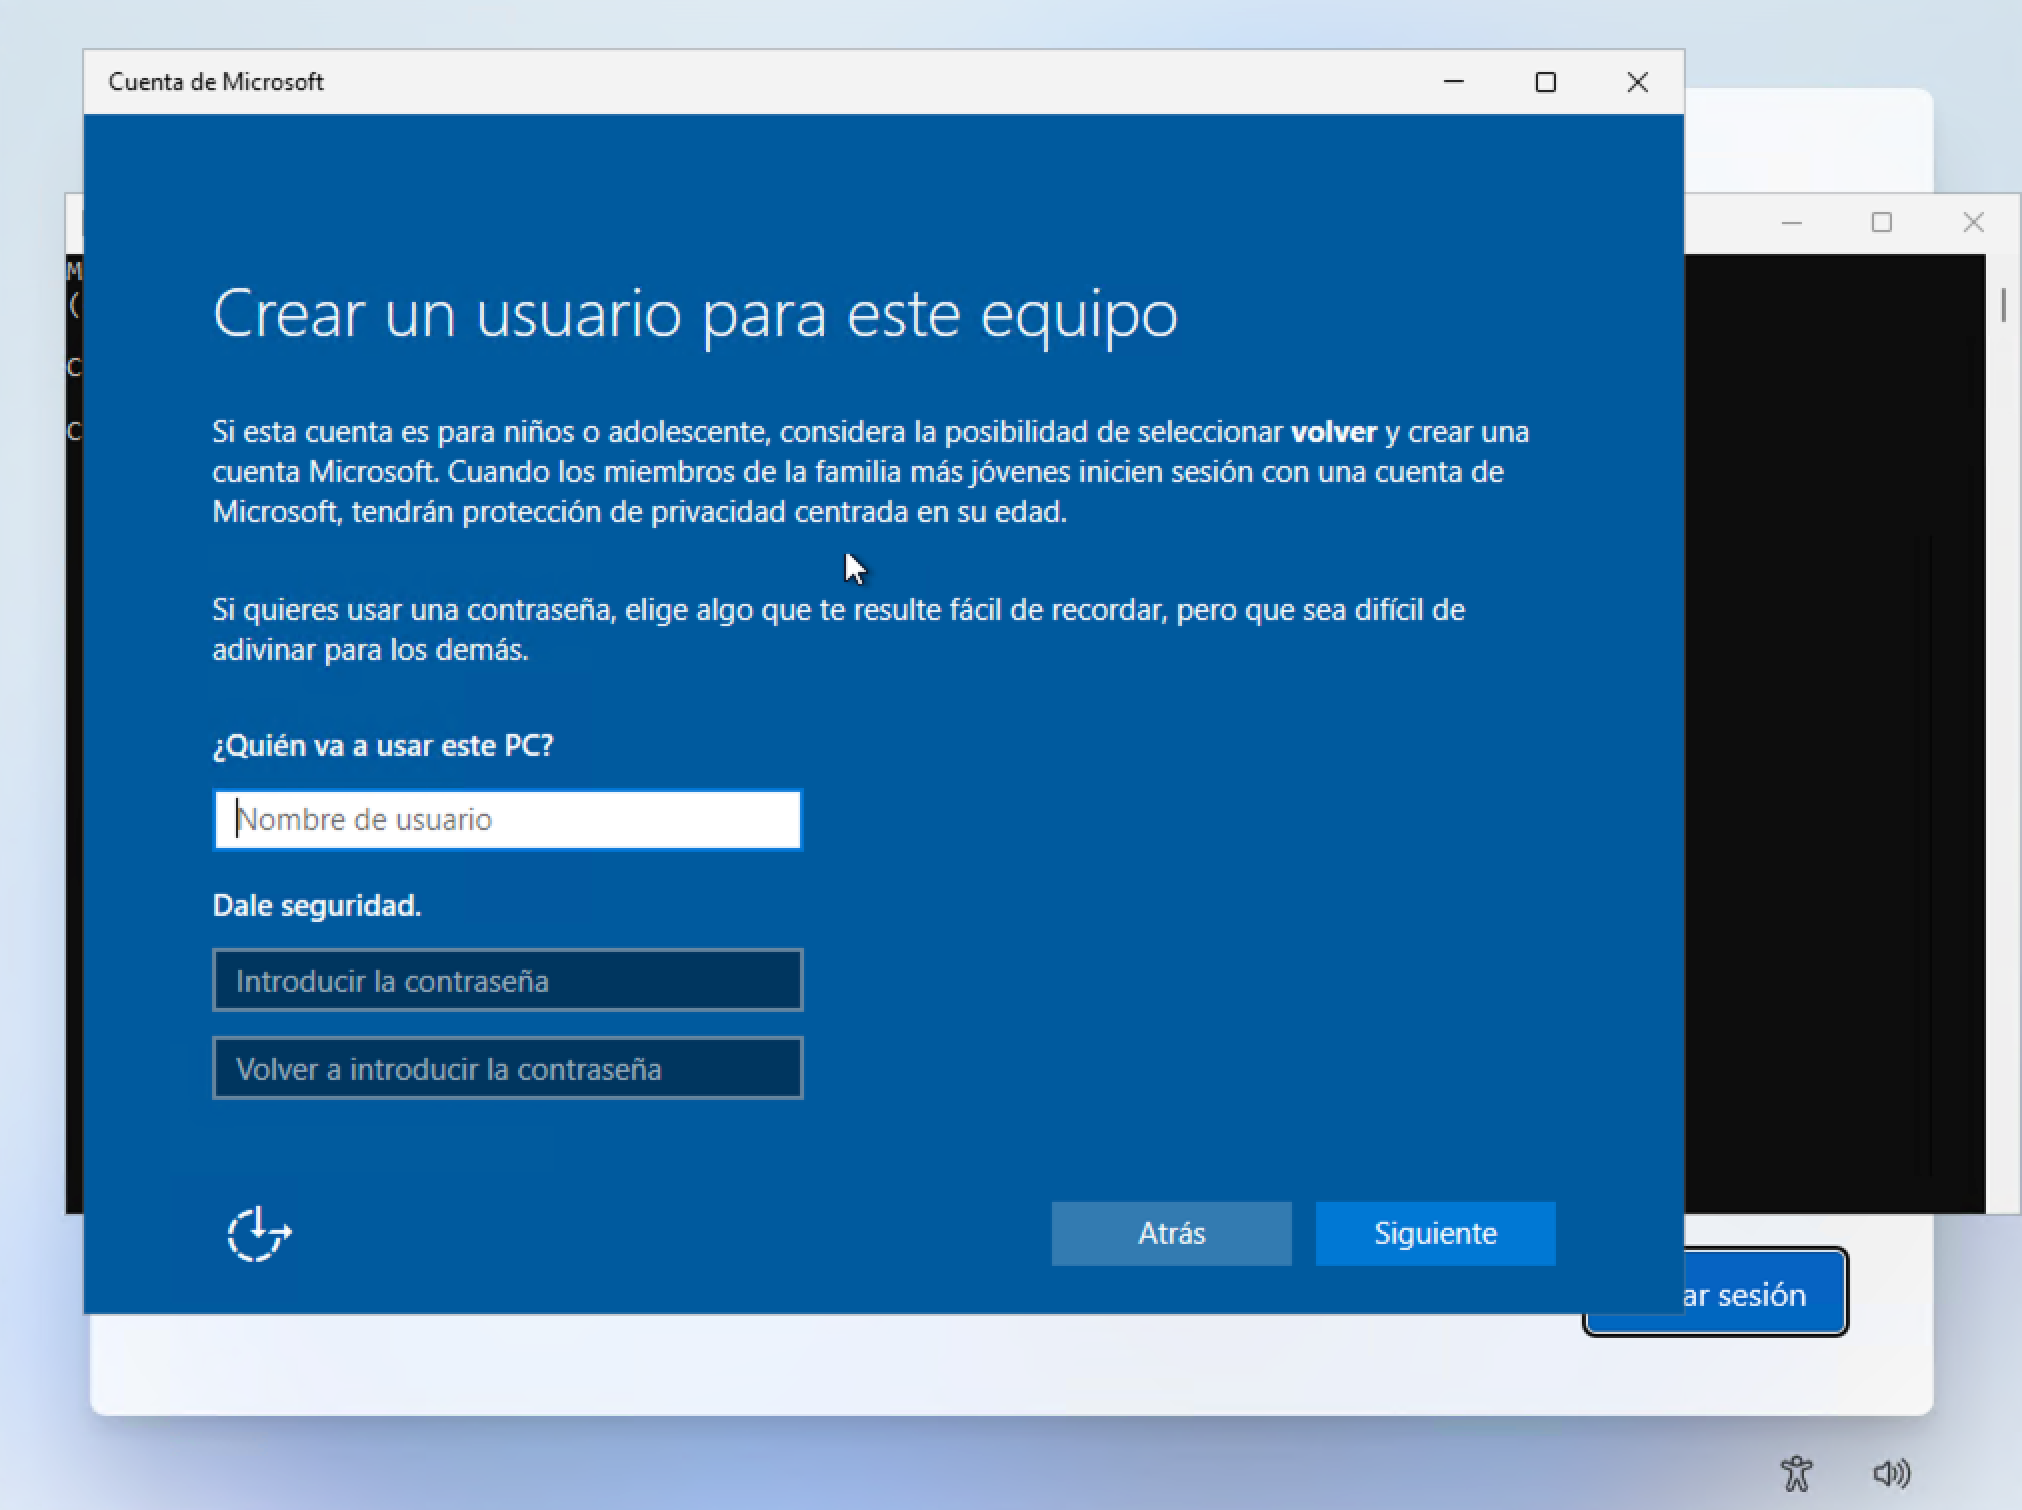 Cuenta de Microsoft
M
(
C
C
Crear un usuario para este equipo
Si esta cuenta es para niños o adolescente, considera la posibilidad de seleccionar volver y crear una
cuenta Microsoft. Cuando los miembros de la familia más jóvenes inicien sesión con una cuenta de
Microsoft, tendrán protección de privacidad centrada en su edad.
Si quieres usar una contraseña, elige algo que te resulte fácil de recordar, pero que sea difícil de
adivinar para los demás.
¿Quién va a usar este PC?
Nombre de usuario
Dale seguridad.
Introducir la contraseña
Volver a introducir la contraseña
Atrás
Siguiente
ar sesión